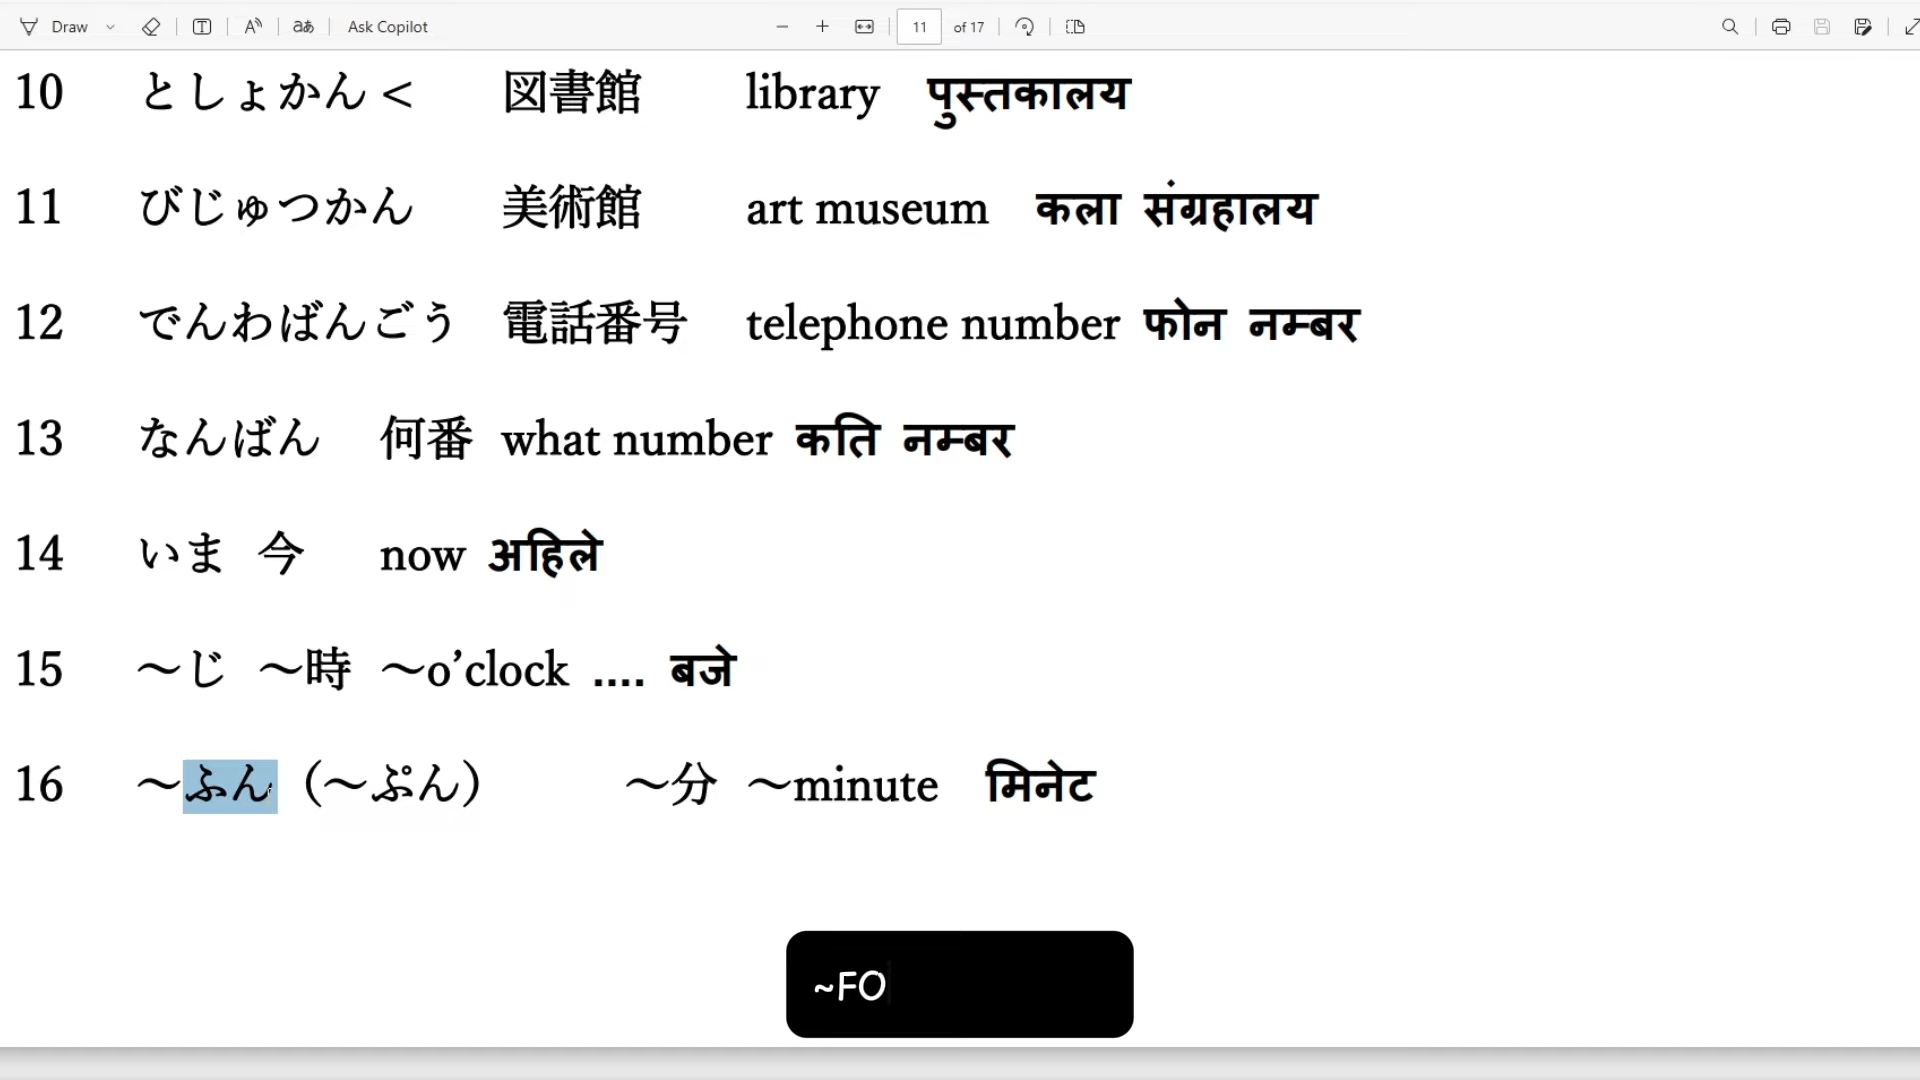 Draw aあ Ask Copilot 11 of 17
10 としょかん < 図書館 library पुस्तकालय
11 びじゅつかん 美術館 art museum कला संग्रहालय
12 でんわばんごう 電話番号 telephone number फोन नम्बर
13 なんばん 何番 what number कति नम्बर
14 いま 今 now अहिले
15 ～じ ～時 ～o’clock .... बजे
16 ～ふん (～ぷん) ～分 ～minute मिनेट
~FO